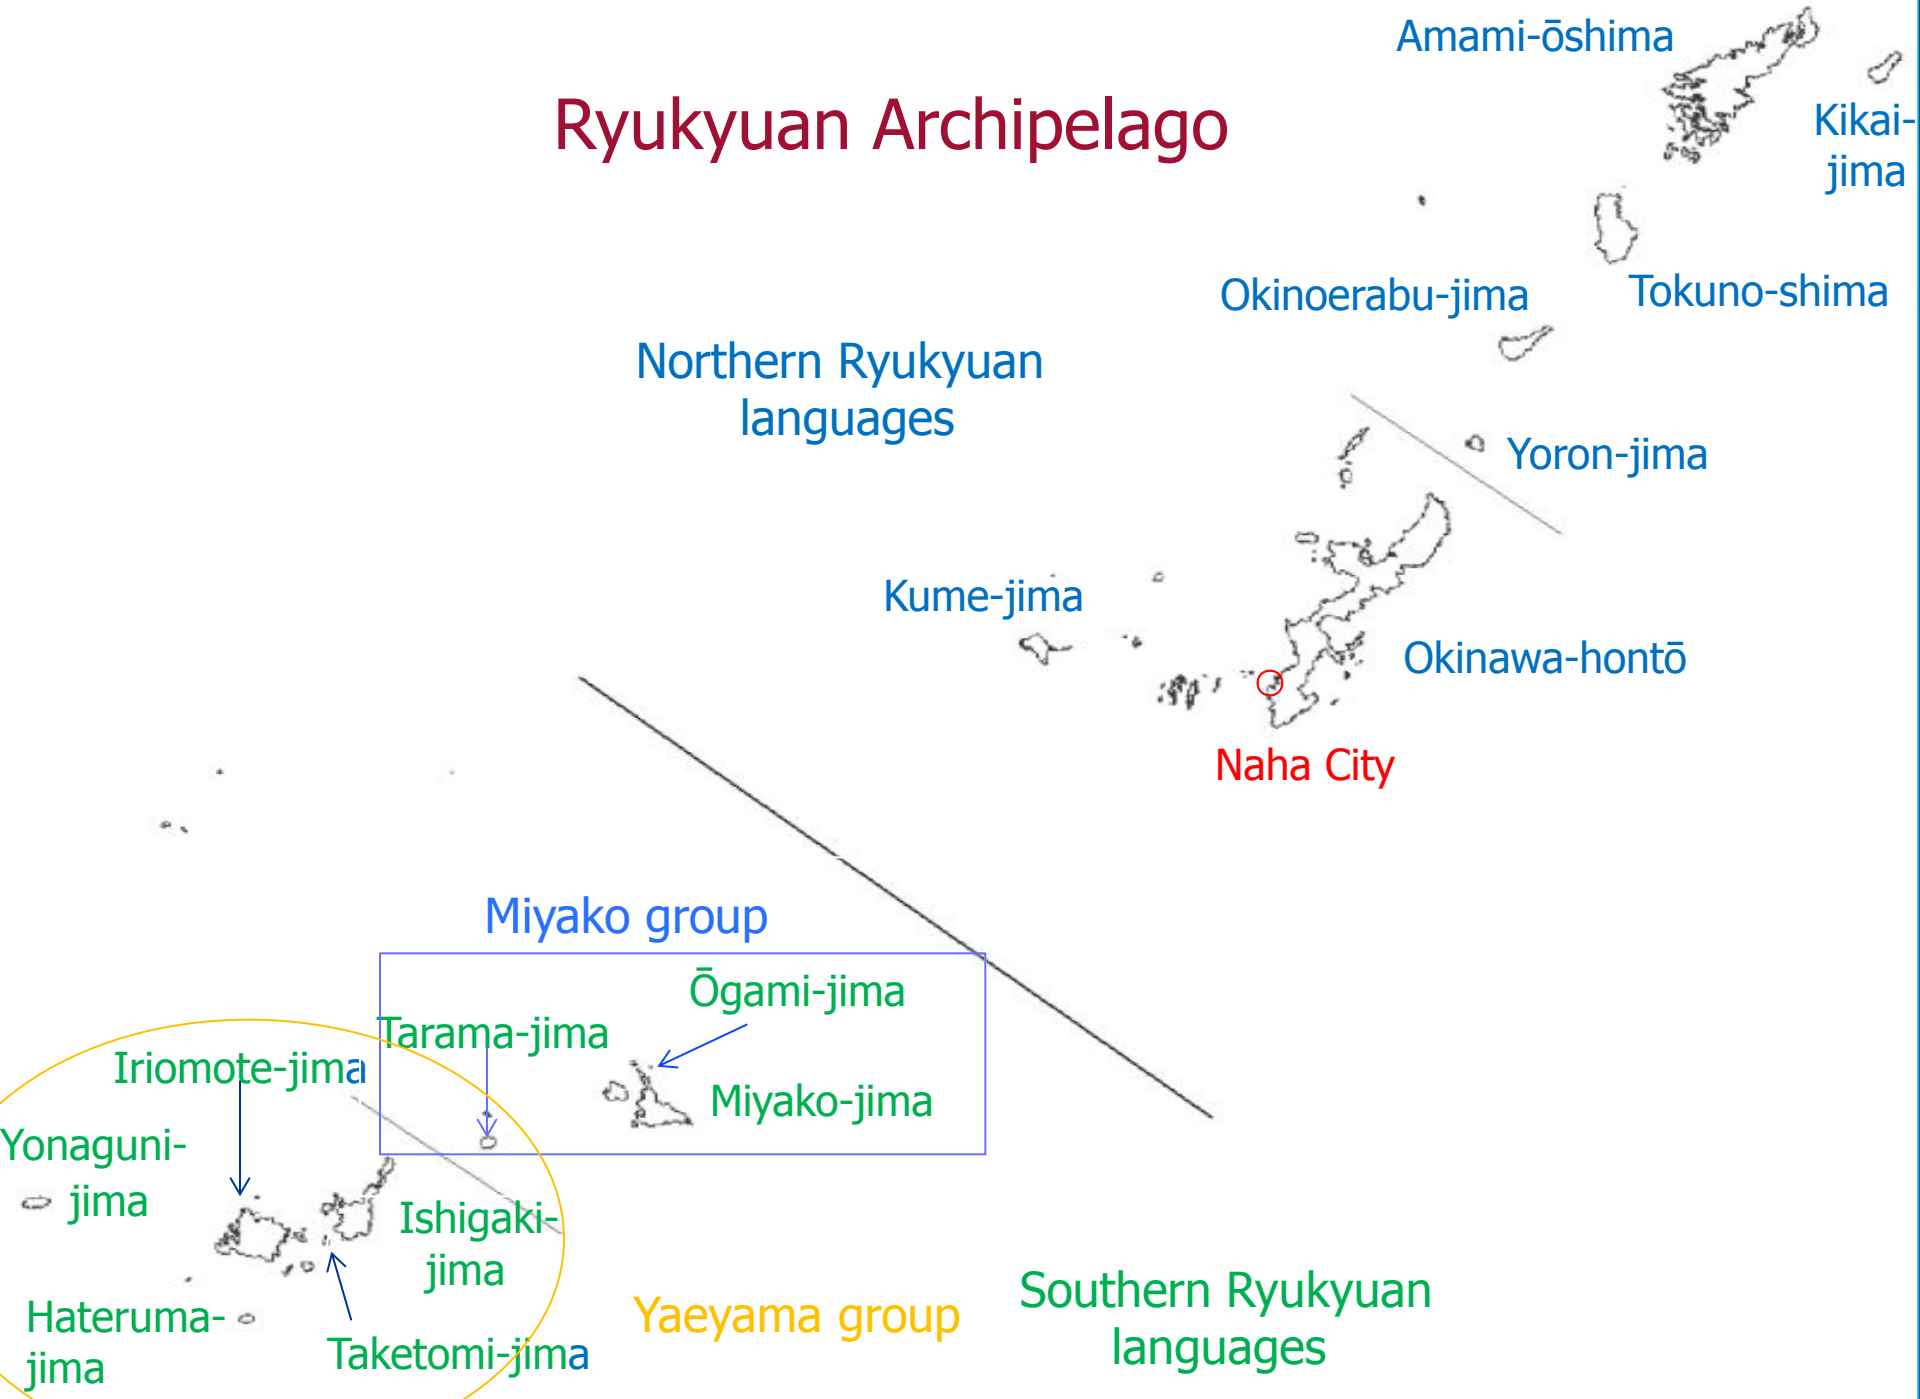 Amami-ōshima
Ryukyuan Archipelago
Kikai-
jima
Okinoerabu-jima
Tokuno-shima
Northern Ryukyuan
languages
Yoron-jima
Kume-jima
Okinawa-hontō
Naha City
Miyako group
Ōgami-jima
Tarama-jima
Iriomote-jima
Miyako-jima
Yonaguni-
jima
Ishigaki-
jima
Southern Ryukyuan
languages
Yaeyama group
Hateruma-
jima
Taketomi-jima